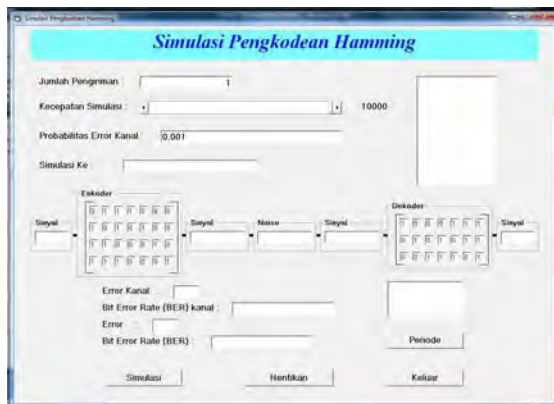 Simulasi Pengkodean Hamming
Simulasi Pengkodean Hamming
Jumlah Pengiriman : 1
Kecepatan Simulasi : 10000
Probabilitas Error Kanal : 0,001
Simulasi Ke :
Enkoder
Dekoder
Sinyal
Sinyal
Noise
Sinyal
Sinyal
Error Kanal
Bit Error Rate (BER) kanal :
Error :
Bit Error Rate (BER) :
Periode
Simulasi
Hentikan
Keluar